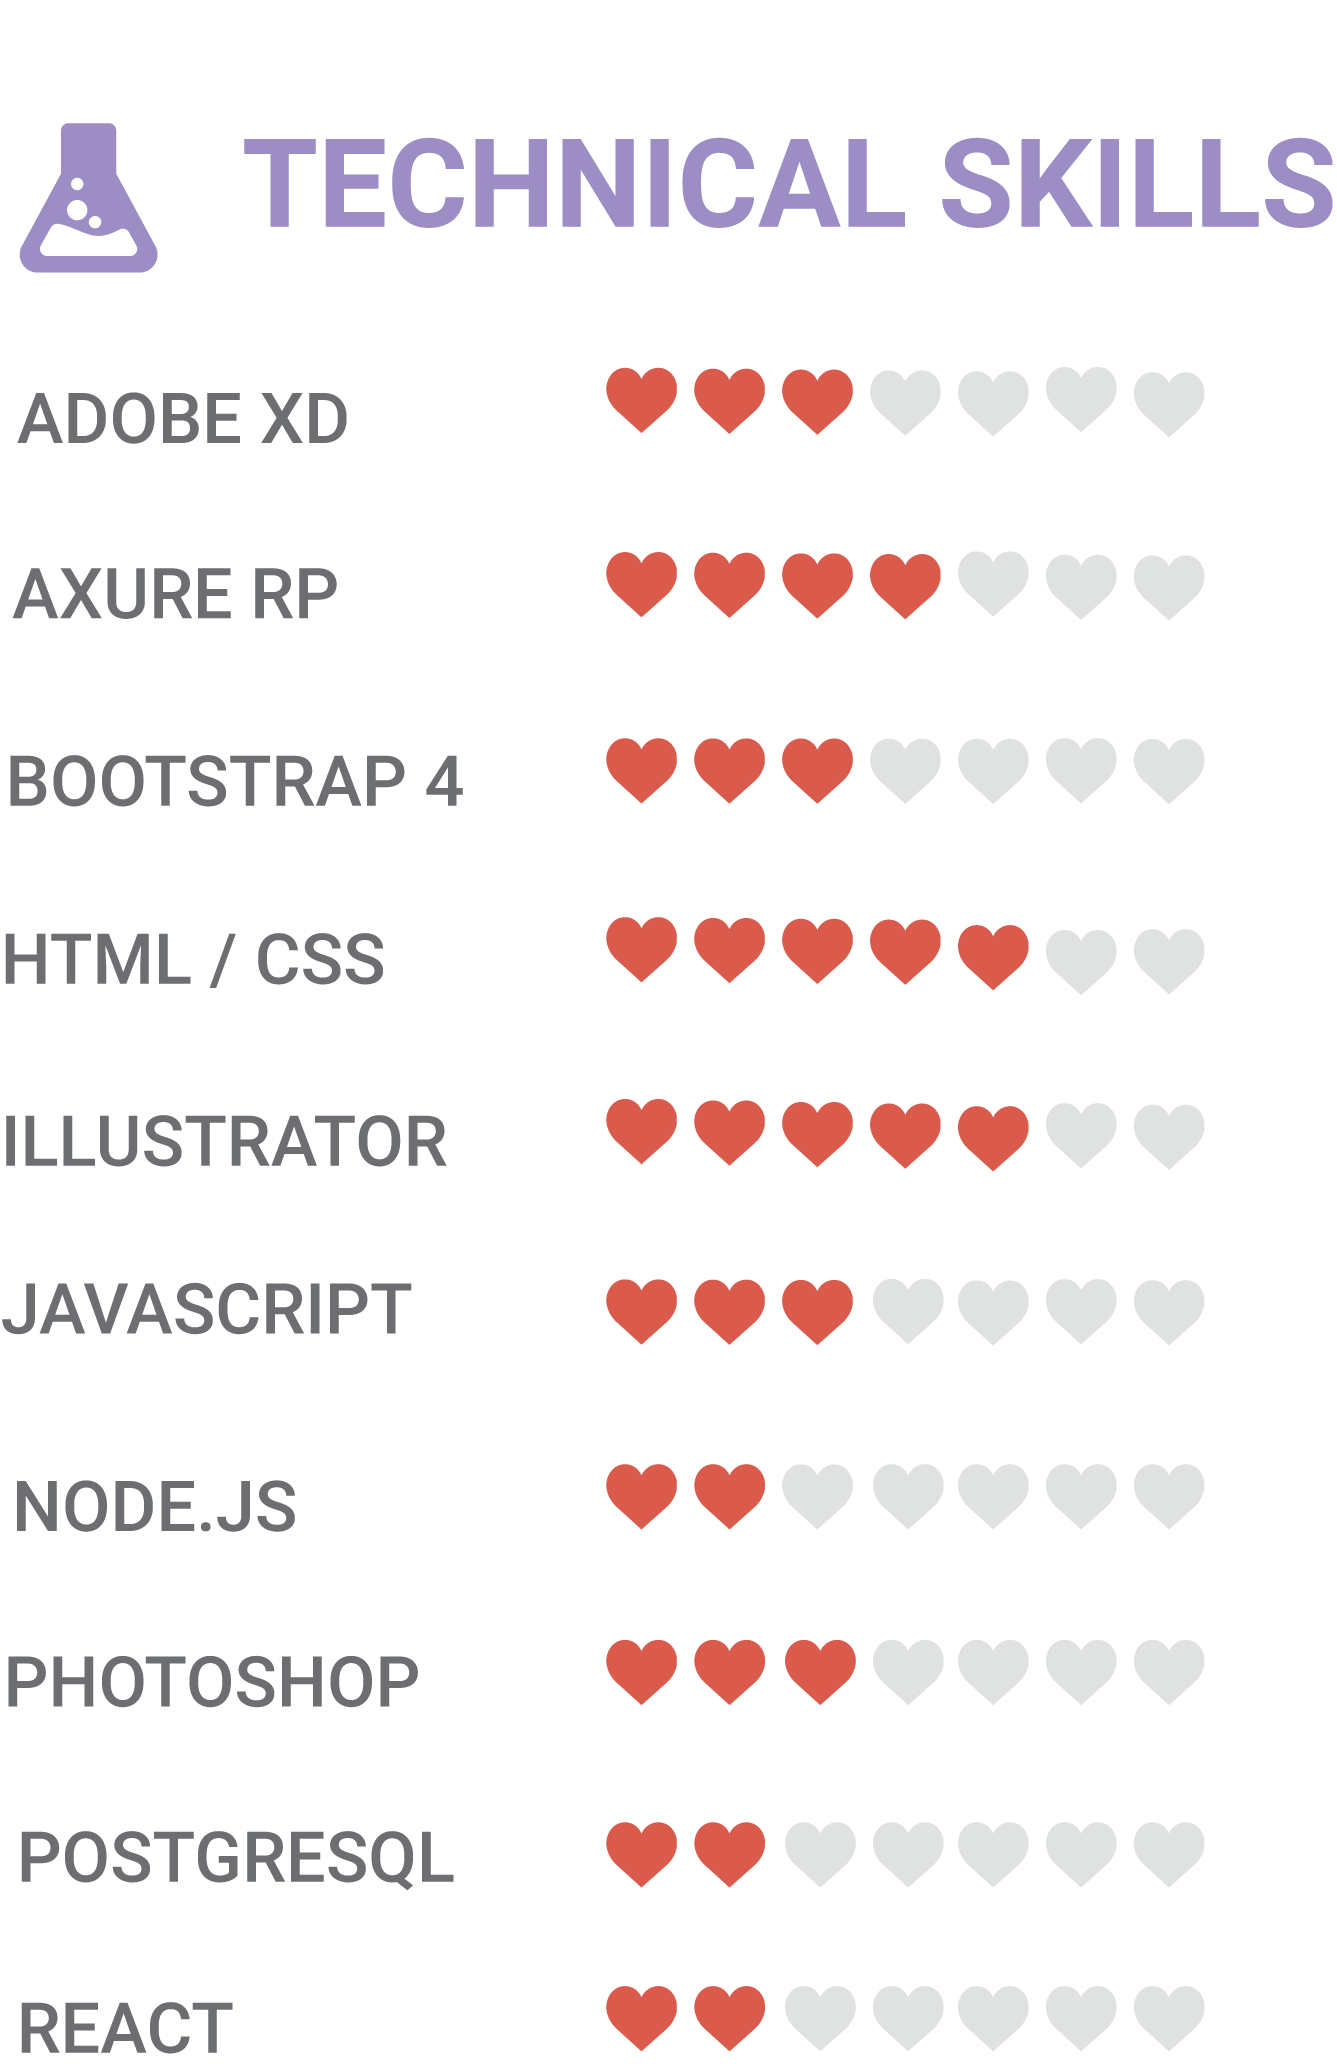 TECHNICAL SKILLS
ADOBE XD
AXURE RP
BOOTSTRAP 4
HTML / CSS
ILLUSTRATOR
JAVASCRIPT
NODE.JS
PHOTOSHOP
POSTGRESQL
REACT